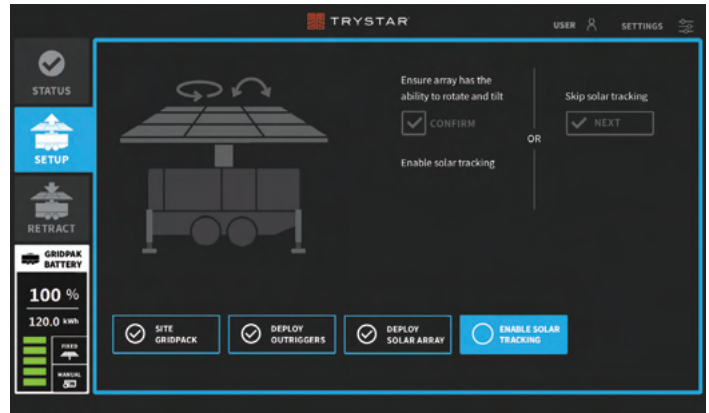 TRYSTAR
USER
SETTINGS
STATUS
SETUP
RETRACT
GRIDPAK
BATTERY
100 %
120.0 kWh
FIXED
MANUAL
Ensure array has the
ability to rotate and tilt
CONFIRM
Enable solar tracking
OR
Skip solar tracking
NEXT
SITE
GRIDPACK
DEPLOY
OUTRIGGERS
DEPLOY
SOLAR ARRAY
ENABLE SOLAR
TRACKING